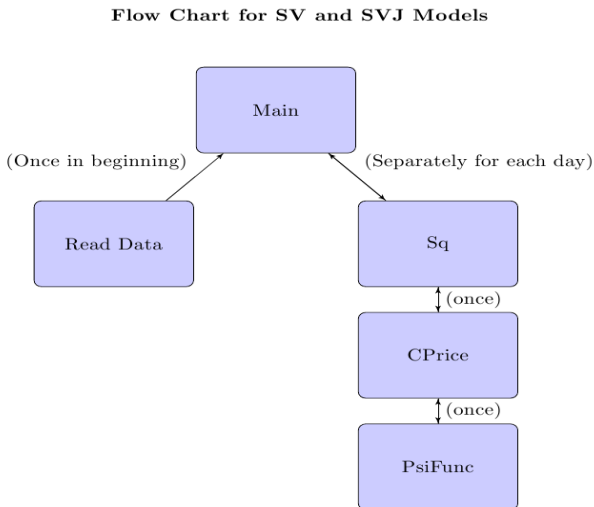 Flow Chart for SV and SVJ Models
Main
(Once in beginning)
(Separately for each day)
Read Data
Sq
(once)
CPrice
(once)
PsiFunc